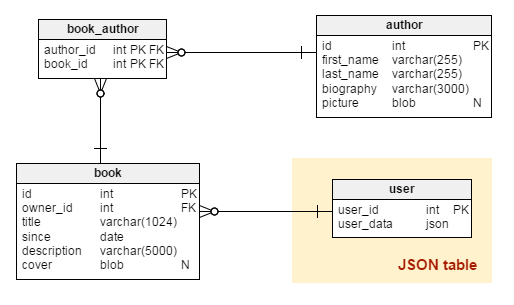 book_author
author_id int PK FK
book_id int PK FK
author
id int PK
first_name varchar(255)
last_name varchar(255)
biography varchar(3000)
picture blob N
book
id int PK
owner_id int FK
title varchar(1024)
since date
description varchar(5000)
cover blob N
user
user_id int PK
user_data json
JSON table